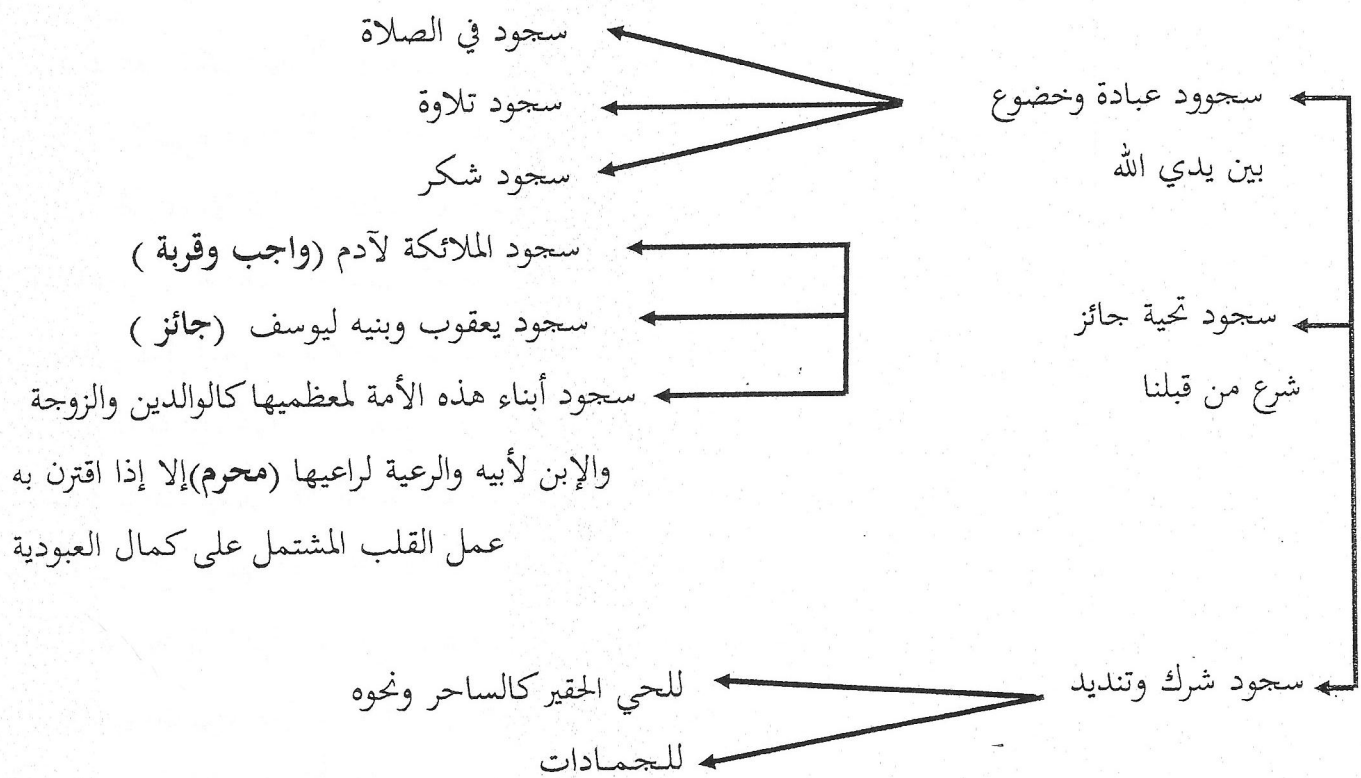 سجوود عبادة وخضوع
بين يدي الله
سجود في الصلاة
سجود تلاوة
سجود شكر
سجود تحية جائز
شرع من قبلنا
سجود الملائكة لآدم (واجب وقربة )
سجود يعقوب وبنيه ليوسف (جائز )
سجود أبناء هذه الأمة لمعظميها كالوالدين والزوجة
والإبن لأبيه والرعية لراعيها (محرم)إلا إذا اقترن به
عمل القلب المشتمل على كمال العبودية
سجود شرك وتنديد
للحي الحقير كالساحر ونحوه
للجمادات